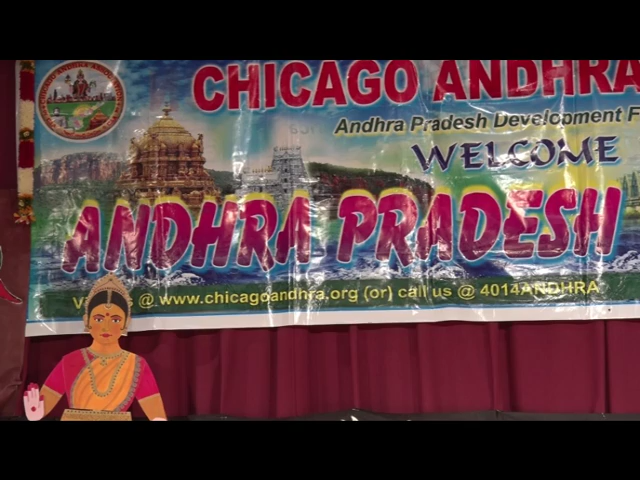 CHICAGO ANDHRA
Andhra Pradesh Development F
WELCOME
ANDHRA PRADESH
@ www.chicagoandhra.org (or) call us @ 4014ANDHRA